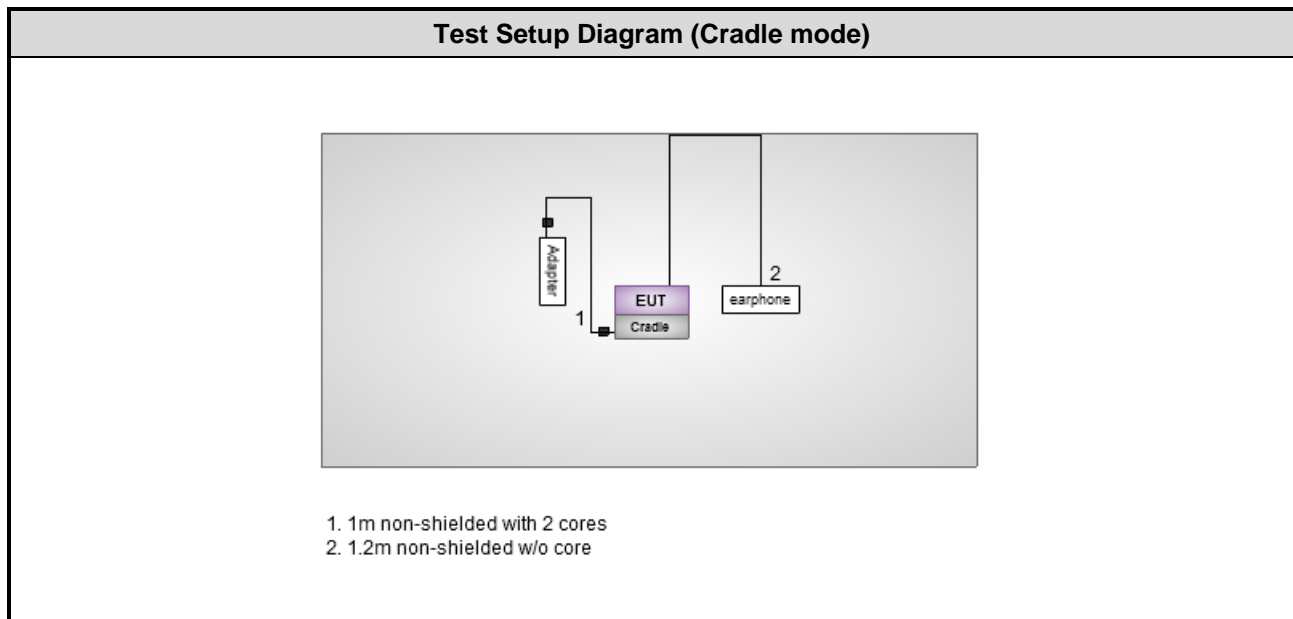 Test Setup Diagram (Cradle mode)
Adapter
2
EUT
earphone
1
Cradle
1. 1m non-shielded with 2 cores
2. 1.2m non-shielded w/o core